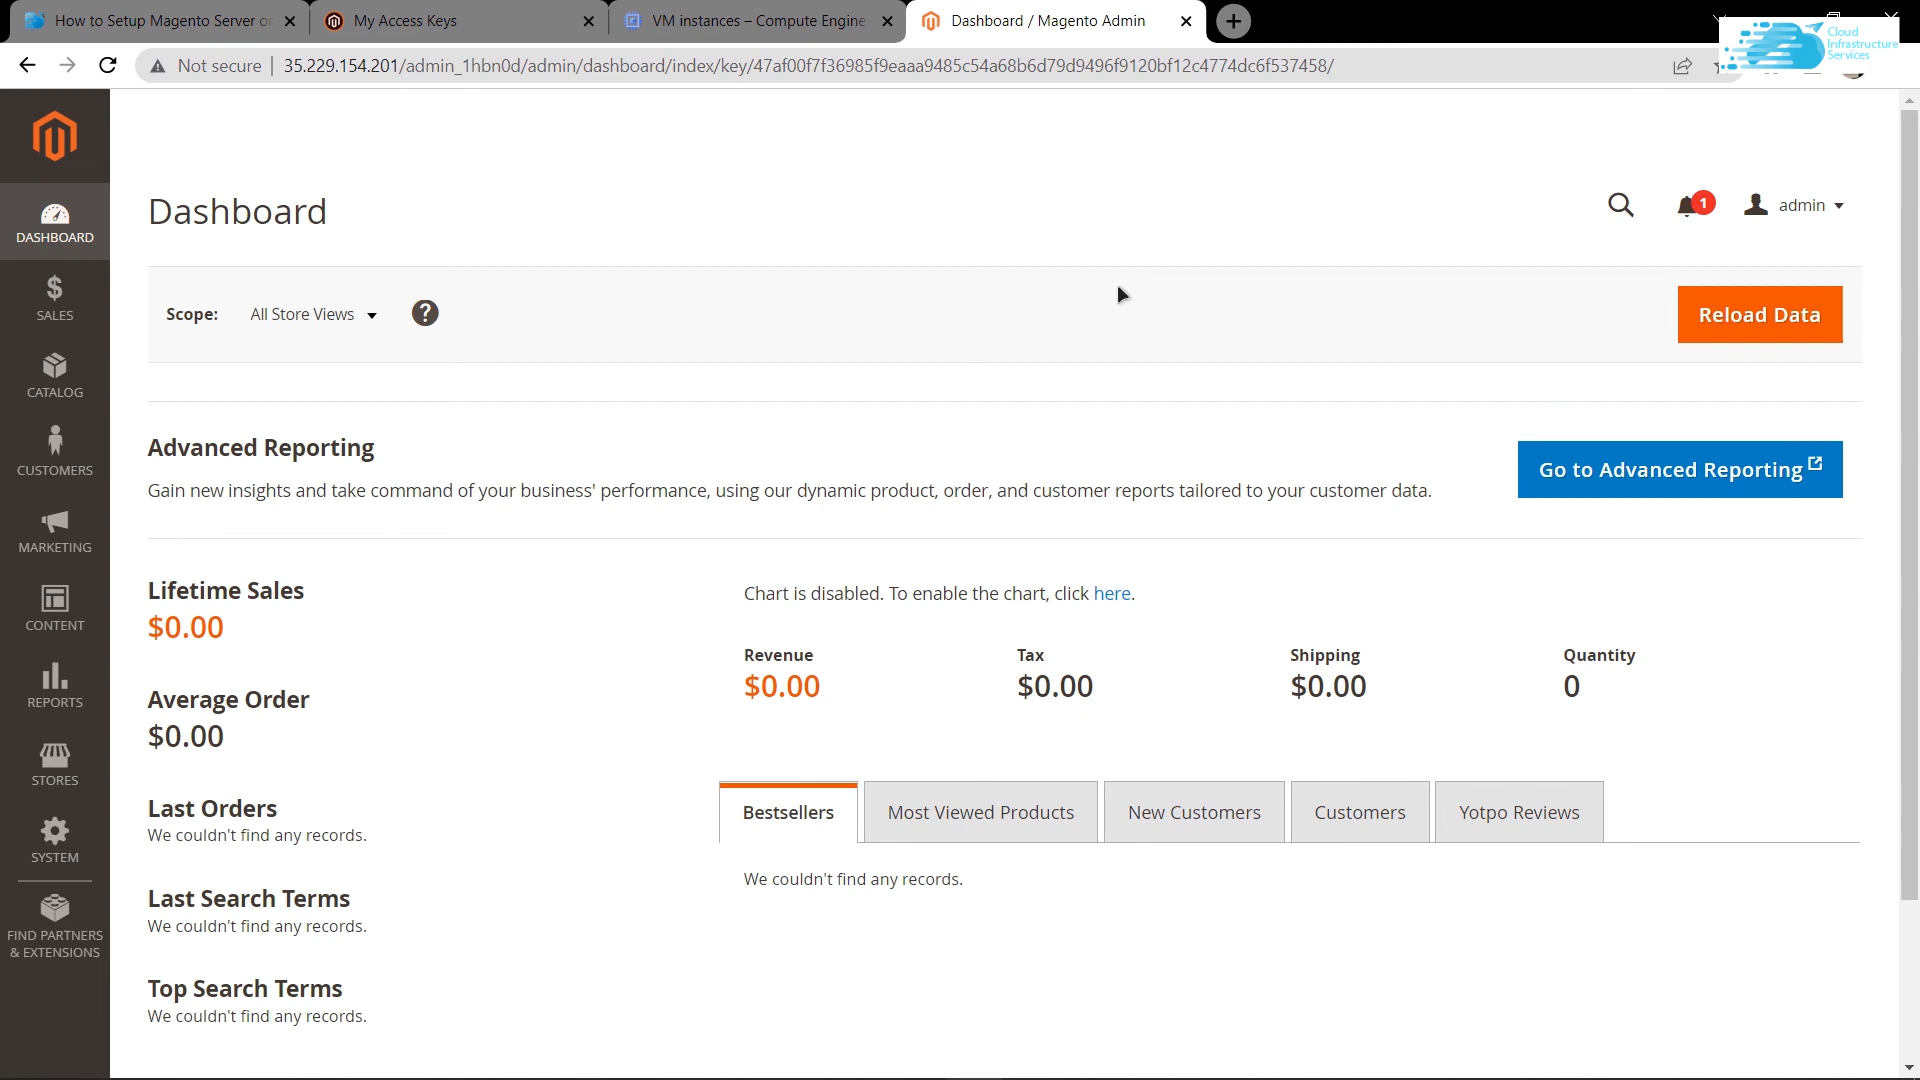 How to Setup Magento Server or
My Access Keys
VM instances – Compute Engine
Dashboard / Magento Admin
Cloud
Infrastructure
Services
Not secure
35.229.154.201/admin_1hbn0d/admin/dashboard/index/key/47af00f7f36985f9eaaa9485c54a68b6d79d9496f9120bf12c4774dc6f537458/
DASHBOARD
SALES
CATALOG
CUSTOMERS
MARKETING
CONTENT
REPORTS
STORES
SYSTEM
FIND PARTNERS
& EXTENSIONS
Dashboard
1
admin
Scope:
All Store Views
?
Reload Data
Advanced Reporting
Gain new insights and take command of your business' performance, using our dynamic product, order, and customer reports tailored to your customer data.
Go to Advanced Reporting
Lifetime Sales
$0.00
Average Order
$0.00
Last Orders
We couldn't find any records.
Last Search Terms
We couldn't find any records.
Top Search Terms
We couldn't find any records.
Chart is disabled. To enable the chart, click here.
Revenue
$0.00
Tax
$0.00
Shipping
$0.00
Quantity
0
Bestsellers
Most Viewed Products
New Customers
Customers
Yotpo Reviews
We couldn't find any records.